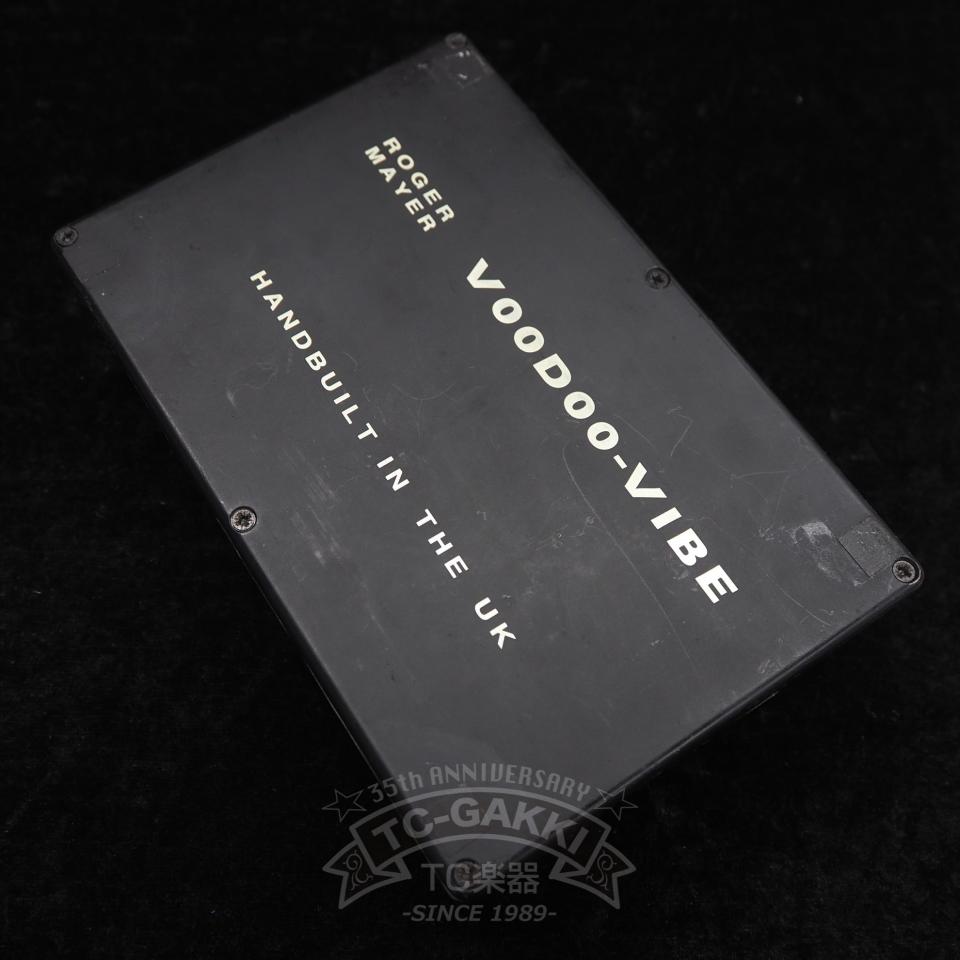 ROGER
MAYER
VOODOO-VIBE
HANDBUILT IN THE UK
35th ANNIVERSARY
TC-GAKKI
TC楽器
-SINCE 1989-